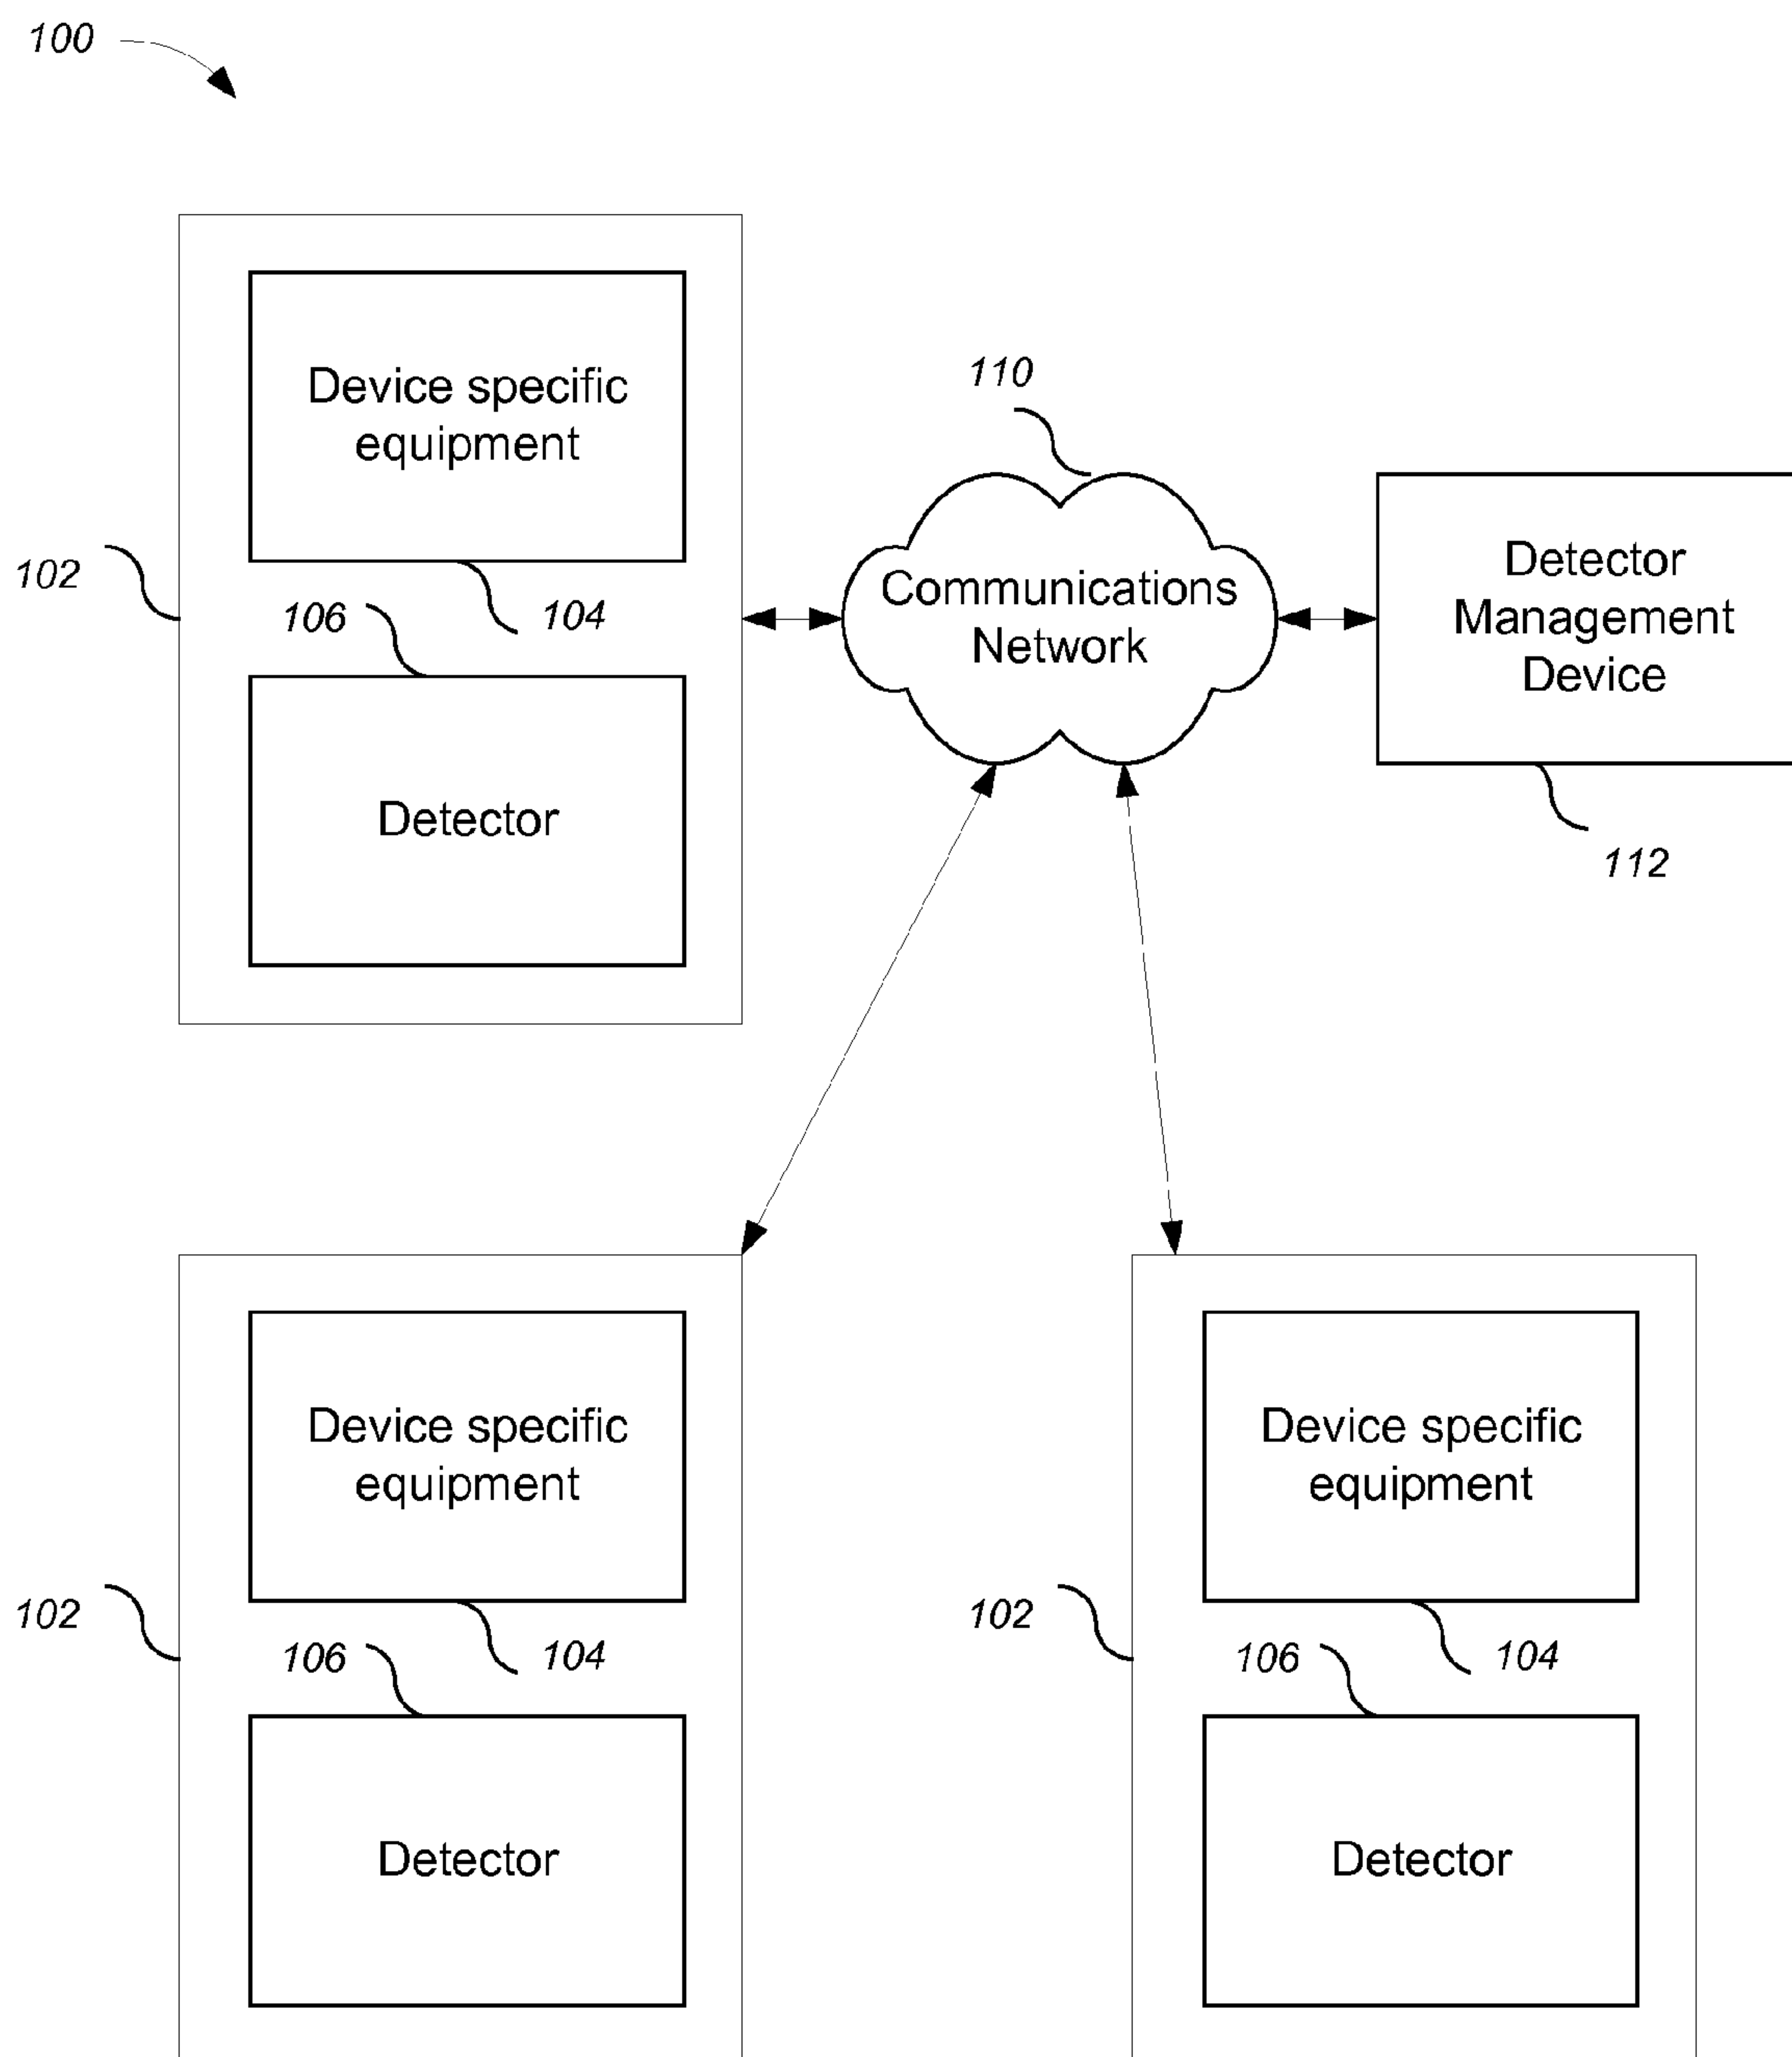 100
Device specific
equipment
102
106
104
Detector
110
Communications
Network
Detector
Management
Device
112
Device specific
equipment
102
106
104
Detector
Device specific
equipment
102
106
104
Detector